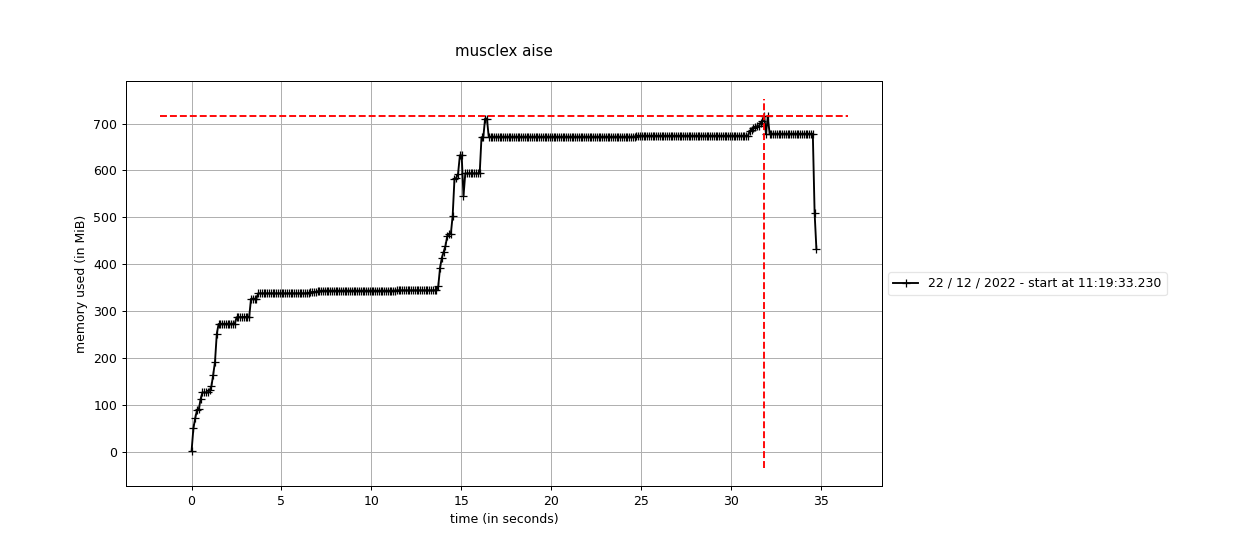 musclex aise
memory used (in MiB)
700
600
500
400
300
200
100
0
0 5 10 15 20 25 30 35
time (in seconds)
22 / 12 / 2022 - start at 11:19:33.230